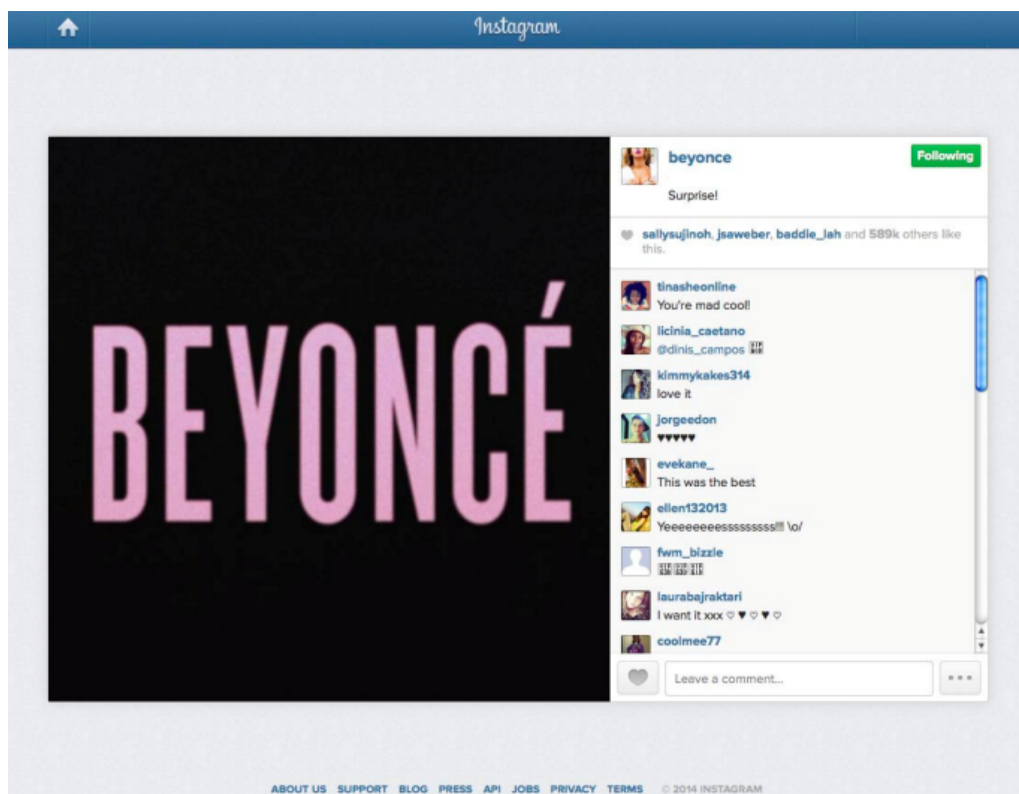 Instagram
BEYONCÉ
beyonce
Following
Surprise!
sallysujinoh, jsaweber, baddie_lah and 589k others like
this.
tinasheonline
You're mad cool!
licinia_caetano
@dinis_campos
kimmykakes314
love it
jorgeedon
♥♥♥♥♥
evekane_
This was the best
ellen132013
Yeeeeeeeesssssssss!!! \o/
fwm_bizzle
laurabajraktari
I want it xxx ♡ ♥ ♡ ♥ ♡
coolmee77
Leave a comment...
ABOUT US SUPPORT BLOG PRESS API JOBS PRIVACY TERMS © 2014 INSTAGRAM